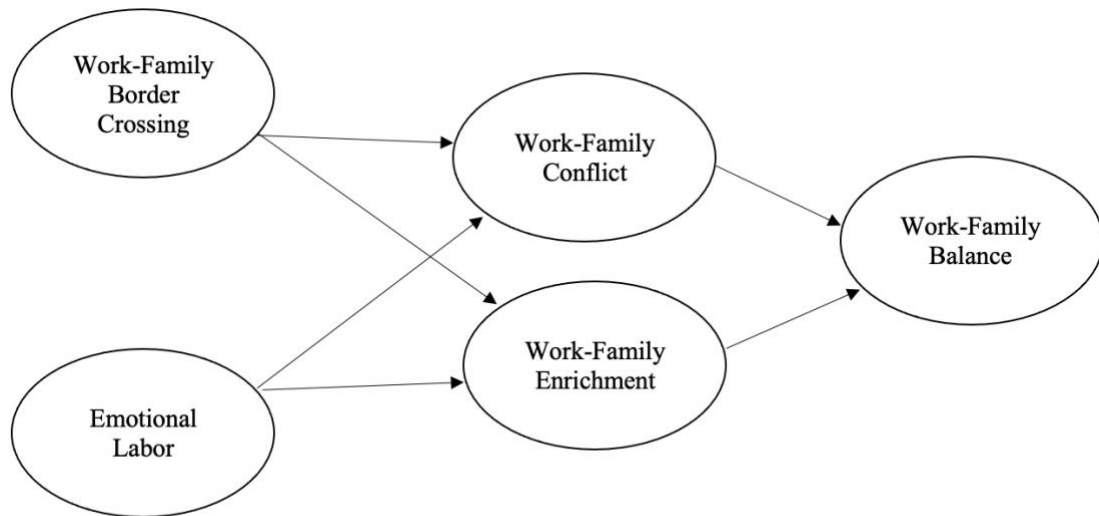 Work-Family
Border
Crossing
Work-Family
Conflict
Work-Family
Balance
Work-Family
Enrichment
Emotional
Labor